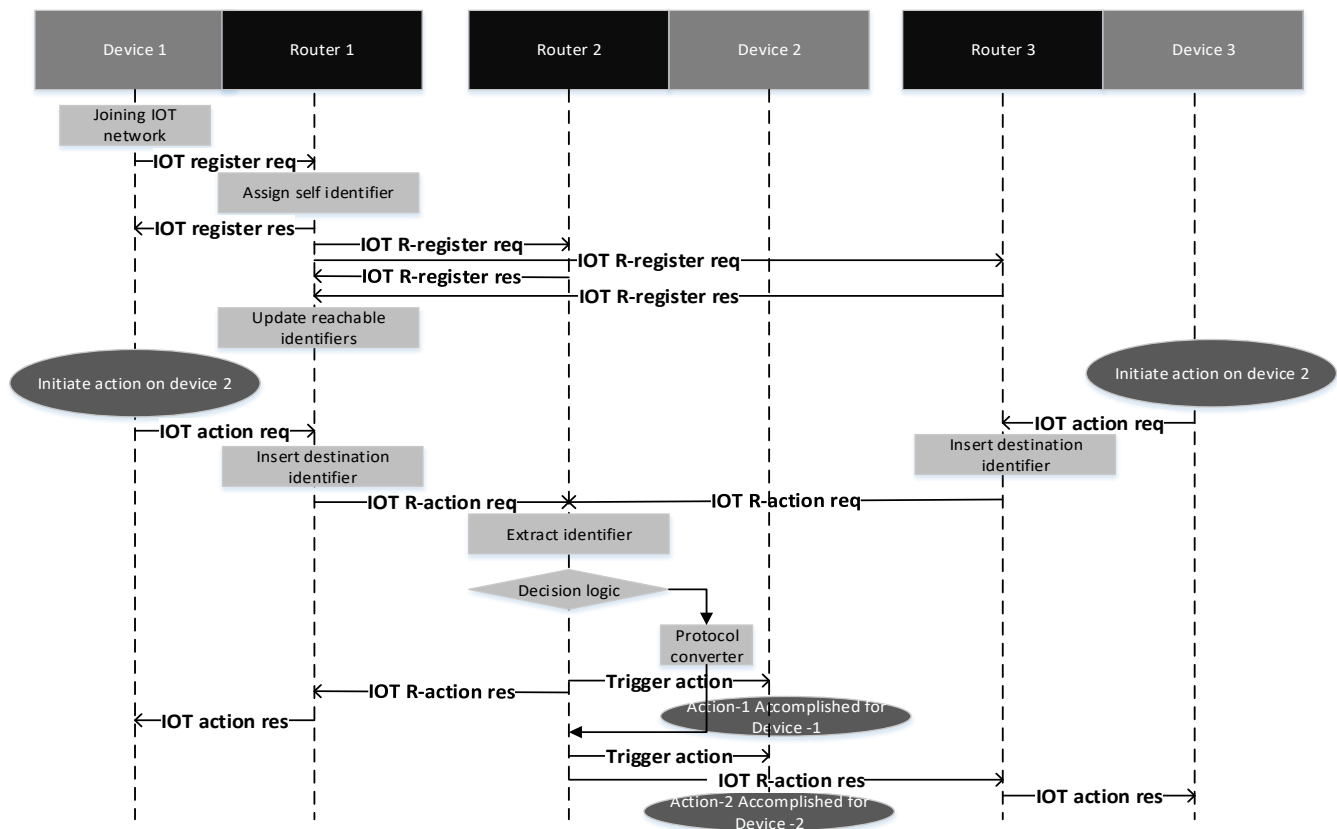 Device 1
Router 1
Router 2
Device 2
Router 3
Device 3
Joining IOT
network
IOT register req
Assign self identifier
IOT register res
IOT R-register req
IOT R-register req
IOT R-register res
IOT R-register res
Update reachable
identifiers
Initiate action on device 2
Initiate action on device 2
IOT action req
IOT action req
Insert destination
identifier
Insert destination
identifier
IOT R-action req
IOT R-action req
Extract identifier
Decision logic
Protocol
converter
Trigger action
IOT R-action res
Action-1 Accomplished for
Device -1
IOT action res
Trigger action
IOT R-action res
Action-2 Accomplished for
Device -2
IOT action res